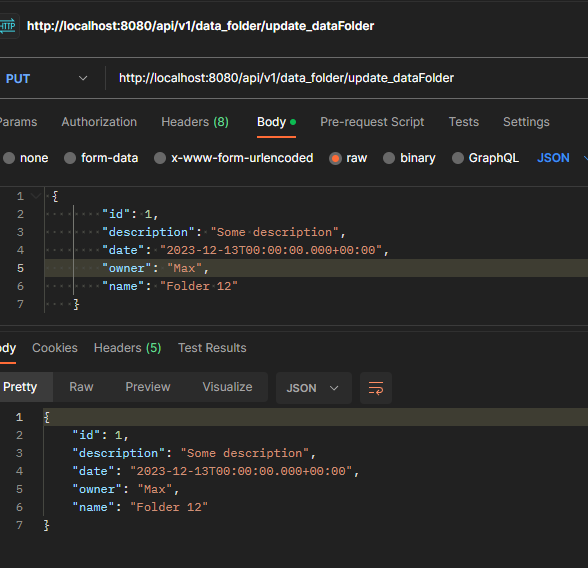 HTTP http://localhost:8080/api/v1/data_folder/update_dataFolder
PUT http://localhost:8080/api/v1/data_folder/update_dataFolder
Params Authorization Headers (8) Body Pre-request Script Tests Settings
none form-data x-www-form-urlencoded raw binary GraphQL JSON
1 {
2 "id": 1,
3 "description": "Some description",
4 "date": "2023-12-13T00:00:00.000+00:00",
5 "owner": "Max",
6 "name": "Folder 12"
7 }
ody Cookies Headers (5) Test Results
Pretty Raw Preview Visualize JSON
1 {
2 "id": 1,
3 "description": "Some description",
4 "date": "2023-12-13T00:00:00.000+00:00",
5 "owner": "Max",
6 "name": "Folder 12"
7 }